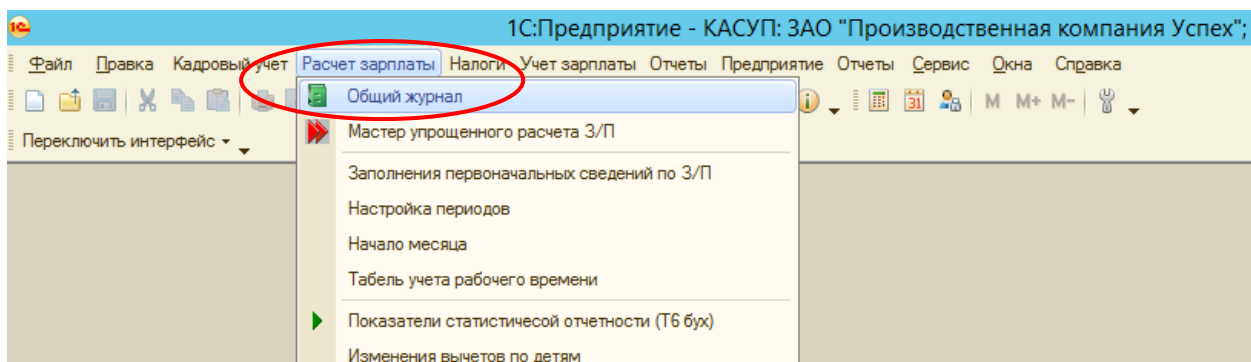 1С:Предприятие - КАСУП: ЗАО "Производственная компания Успех";
Файл Правка Кадровый учет Расчет зарплаты Налоги Учет зарплаты Отчеты Предприятие Отчеты Сервис Окна Справка
Общий журнал 31 M M+ M-
Мастер упрощенного расчета З/П
Переключить интерфейс
Заполнения первоначальных сведений по З/П
Настройка периодов
Начало месяца
Табель учета рабочего времени
Показатели статистичесой отчетности (Т6 бух)
Изменения вычетов по детям